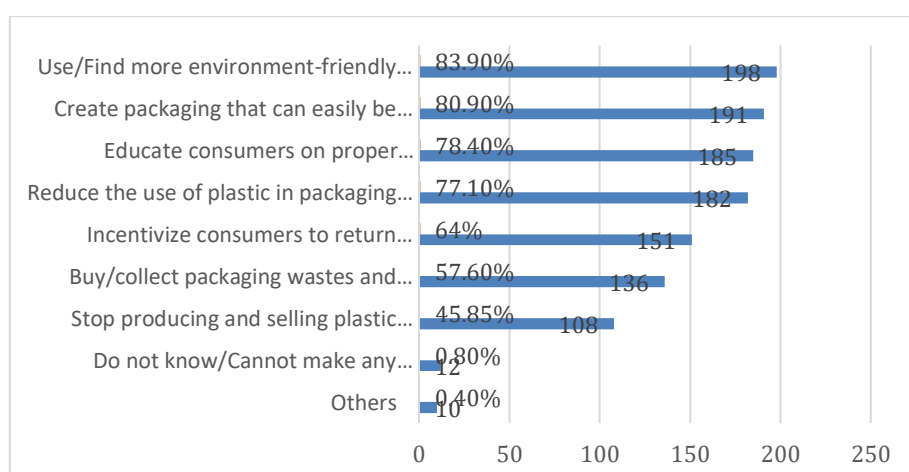 Use/Find more environment-friendly... 83.90% 198
Create packaging that can easily be... 80.90% 191
Educate consumers on proper... 78.40% 185
Reduce the use of plastic in packaging... 77.10% 182
Incentivize consumers to return... 64% 151
Buy/collect packaging wastes and... 57.60% 136
Stop producing and selling plastic... 45.85% 108
Do not know/Cannot make any... 0.80% 12
Others 0.40% 10
0 50 100 150 200 250